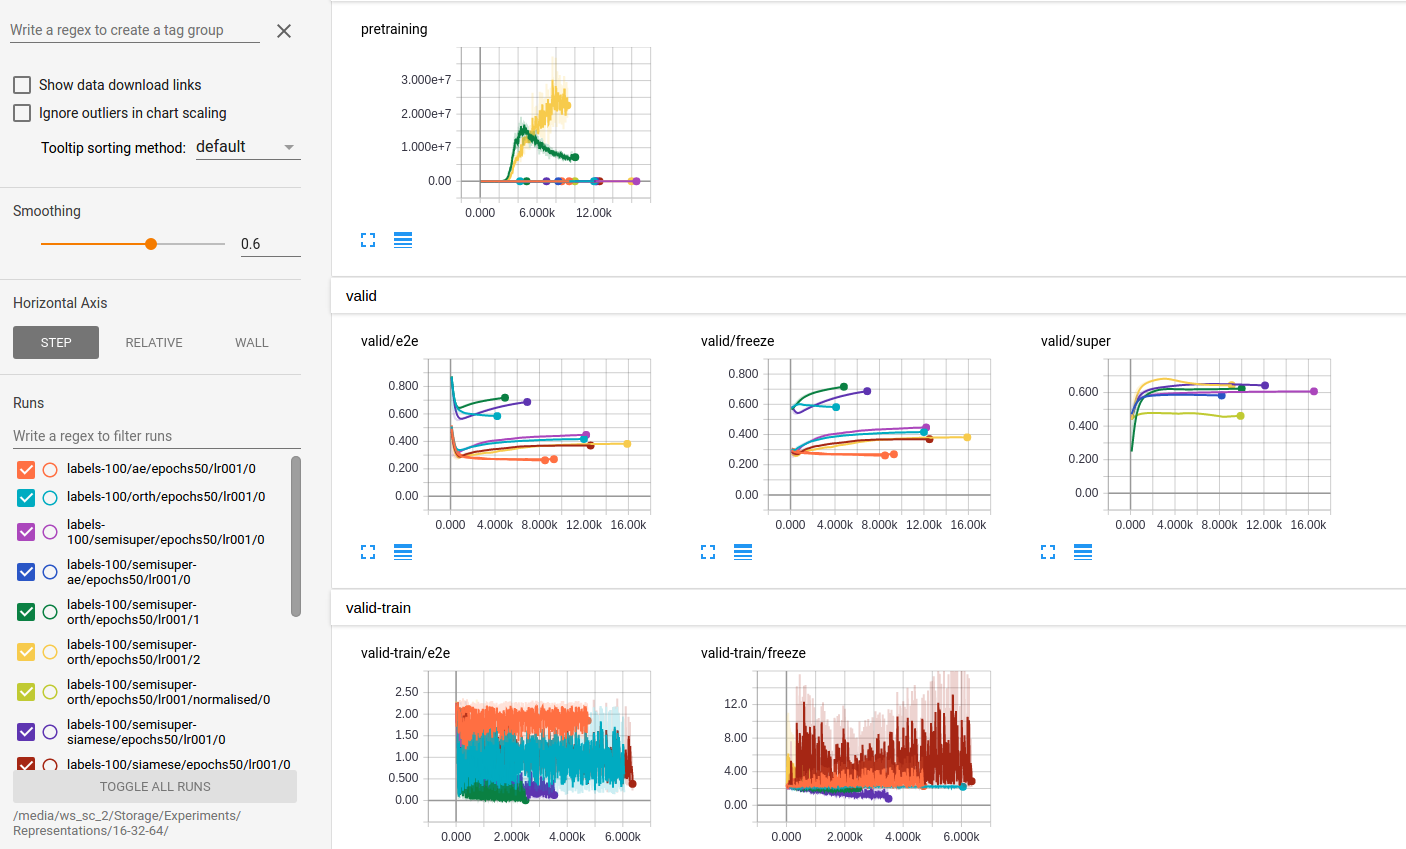 Write a regex to create a tag group
Show data download links
Ignore outliers in chart scaling
Tooltip sorting method: default
Smoothing
0.6
Horizontal Axis
STEP RELATIVE WALL
Runs
Write a regex to filter runs
labels-100/ae/epochs50/lr001/0
labels-100/orth/epochs50/lr001/0
labels-
100/semisuper/epochs50/lr001/0
labels-100/semisuper-
ae/epochs50/lr001/0
labels-100/semisuper-
orth/epochs50/lr001/1
labels-100/semisuper-
orth/epochs50/lr001/2
labels-100/semisuper-
orth/epochs50/lr001/normalised/0
labels-100/semisuper-
siamese/epochs50/lr001/0
labels-100/siamese/epochs50/lr001/0
TOGGLE ALL RUNS
/media/ws_sc_2/Storage/Experiments/
Representations/16-32-64/
pretraining
3.000e+7
2.000e+7
1.000e+7
0.00
0.000 6.000k 12.00k
valid
valid/e2e
0.800
0.600
0.400
0.200
0.00
0.000 4.000k 8.000k 12.00k 16.00k
valid/freeze
0.800
0.600
0.400
0.200
0.00
0.000 4.000k 8.000k 12.00k 16.00k
valid/super
0.600
0.400
0.200
0.00
0.000 4.000k 8.000k 12.00k 16.00k
valid-train
valid-train/e2e
2.50
2.00
1.50
1.00
0.500
0.00
0.000 2.000k 4.000k 6.000k
valid-train/freeze
12.0
8.00
4.00
0.00
0.000 2.000k 4.000k 6.000k